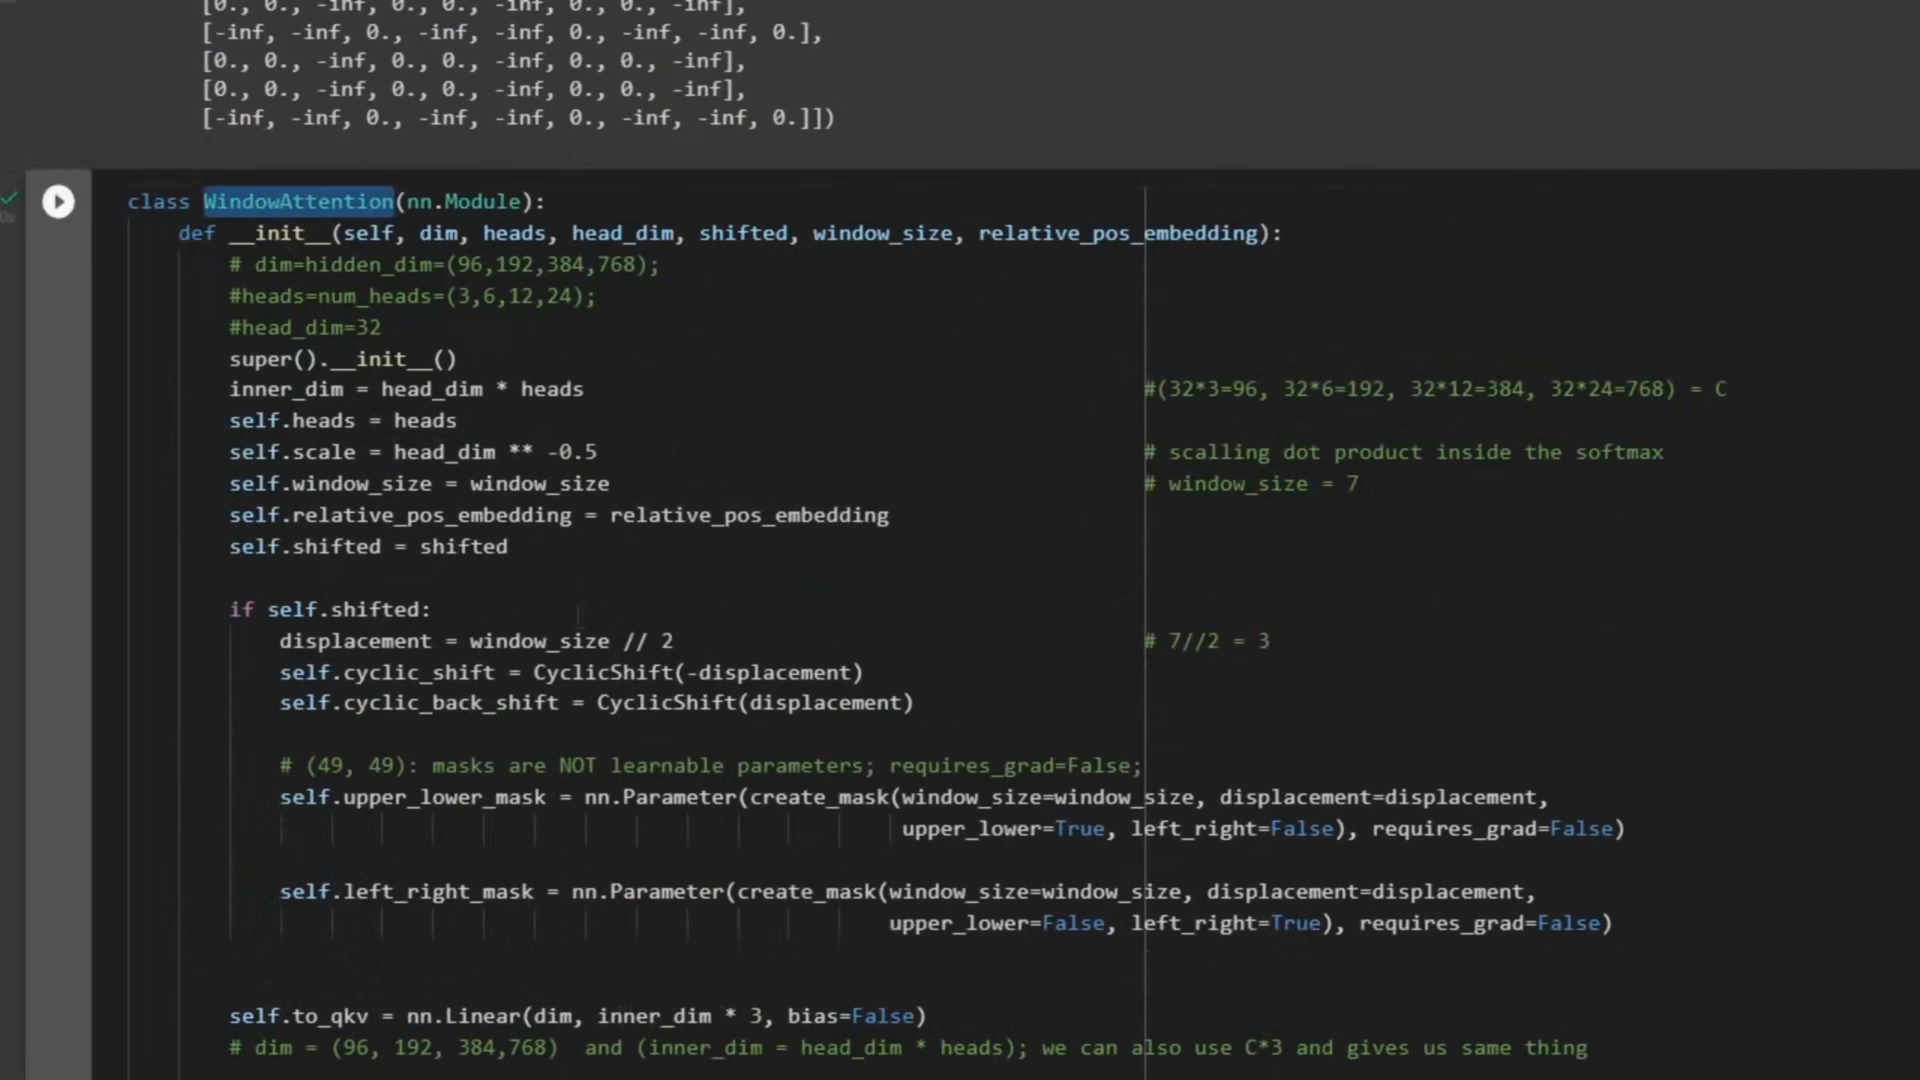 [0., 0., -inf, 0., 0., -inf, 0., 0., -inf],
[-inf, -inf, 0., -inf, -inf, 0., -inf, -inf, 0.],
[0., 0., -inf, 0., 0., -inf, 0., 0., -inf],
[0., 0., -inf, 0., 0., -inf, 0., 0., -inf],
[-inf, -inf, 0., -inf, -inf, 0., -inf, -inf, 0.]])
class WindowAttention(nn.Module):
def __init__(self, dim, heads, head_dim, shifted, window_size, relative_pos_embedding):
# dim=hidden_dim=(96,192,384,768);
#heads=num_heads=(3,6,12,24);
#head_dim=32
super().__init__()
inner_dim = head_dim * heads #(32*3=96, 32*6=192, 32*12=384, 32*24=768) = C
self.heads = heads
self.scale = head_dim ** -0.5 # scalling dot product inside the softmax
self.window_size = window_size # window_size = 7
self.relative_pos_embedding = relative_pos_embedding
self.shifted = shifted
if self.shifted:
displacement = window_size // 2 # 7//2 = 3
self.cyclic_shift = CyclicShift(-displacement)
self.cyclic_back_shift = CyclicShift(displacement)
# (49, 49): masks are NOT learnable parameters; requires_grad=False;
self.upper_lower_mask = nn.Parameter(create_mask(window_size=window_size, displacement=displacement,
upper_lower=True, left_right=False), requires_grad=False)
self.left_right_mask = nn.Parameter(create_mask(window_size=window_size, displacement=displacement,
upper_lower=False, left_right=True), requires_grad=False)
self.to_qkv = nn.Linear(dim, inner_dim * 3, bias=False)
# dim = (96, 192, 384,768)  and (inner_dim = head_dim * heads); we can also use C*3 and gives us same thing